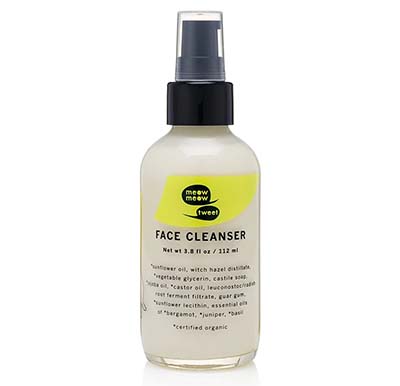 meow
meow
tweet
FACE CLEANSER
Net wt 3.8 fl oz / 112 ml
*sunflower oil, witch hazel distillate,
*vegetable glycerin, castile soap,
*jojoba oil, *castor oil, leuconostoc/radish
root ferment filtrate, guar gum,
*sunflower lecithin, essential oils
of *bergamot, *juniper, *basil
*certified organic